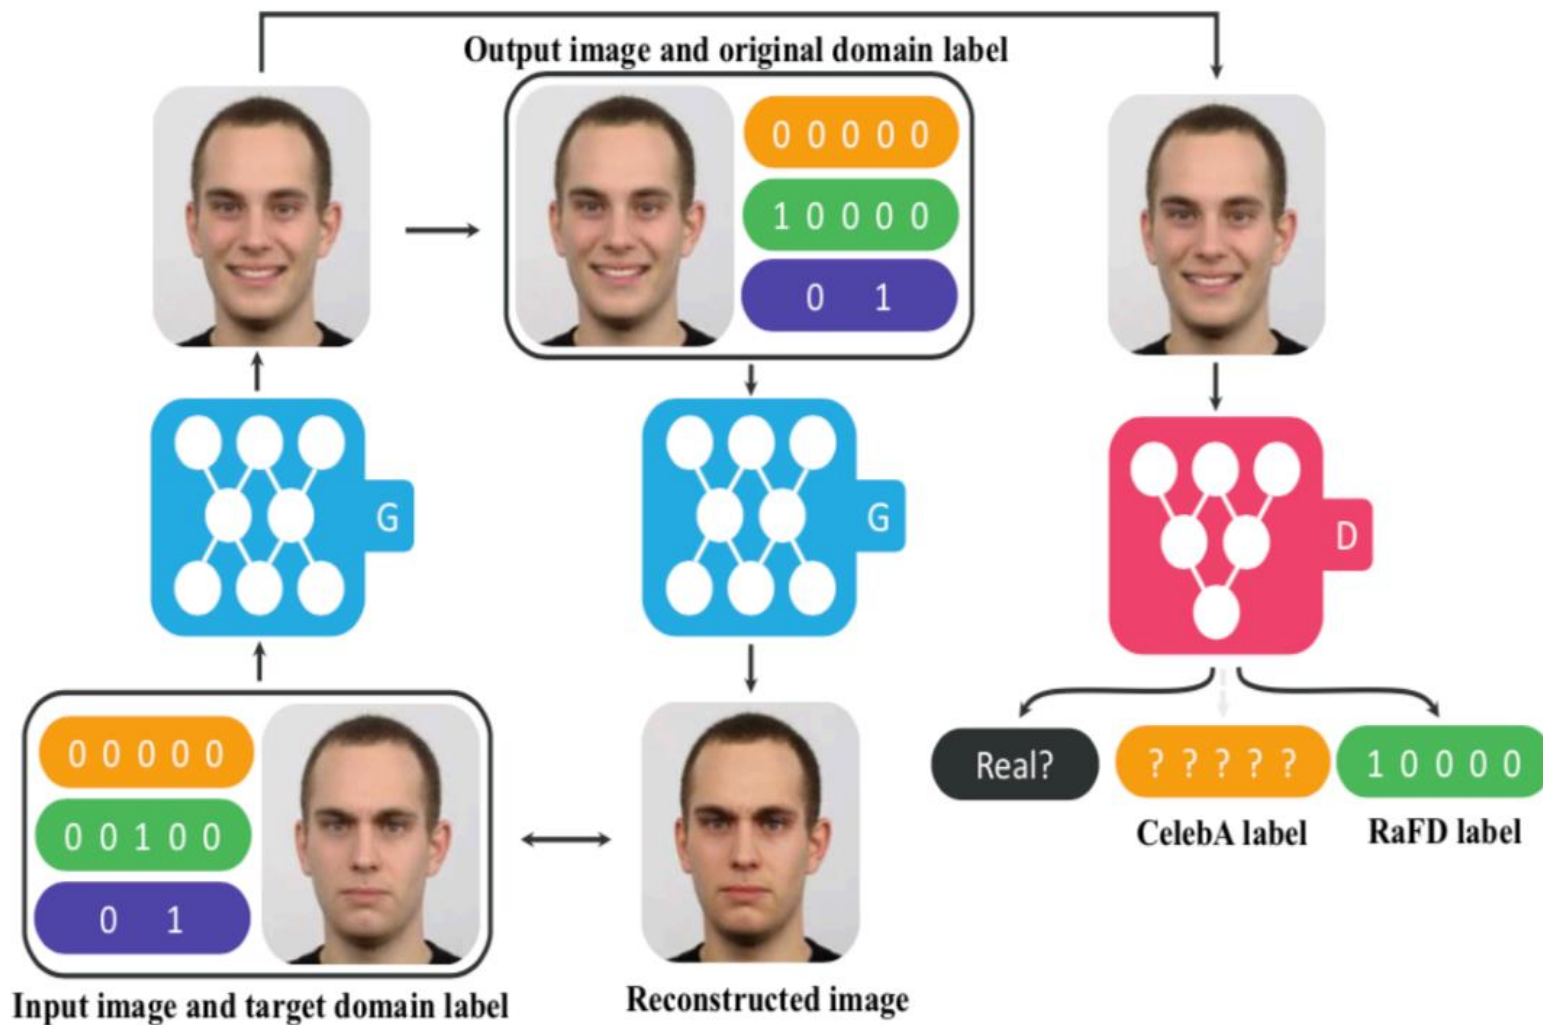 Output image and original domain label
0 0 0 0 0
1 0 0 0 0
0 1
G
G
D
0 0 0 0 0
0 0 1 0 0
0 1
Real?
? ? ? ? ?
1 0 0 0 0
CelebA label
RaFD label
Input image and target domain label
Reconstructed image